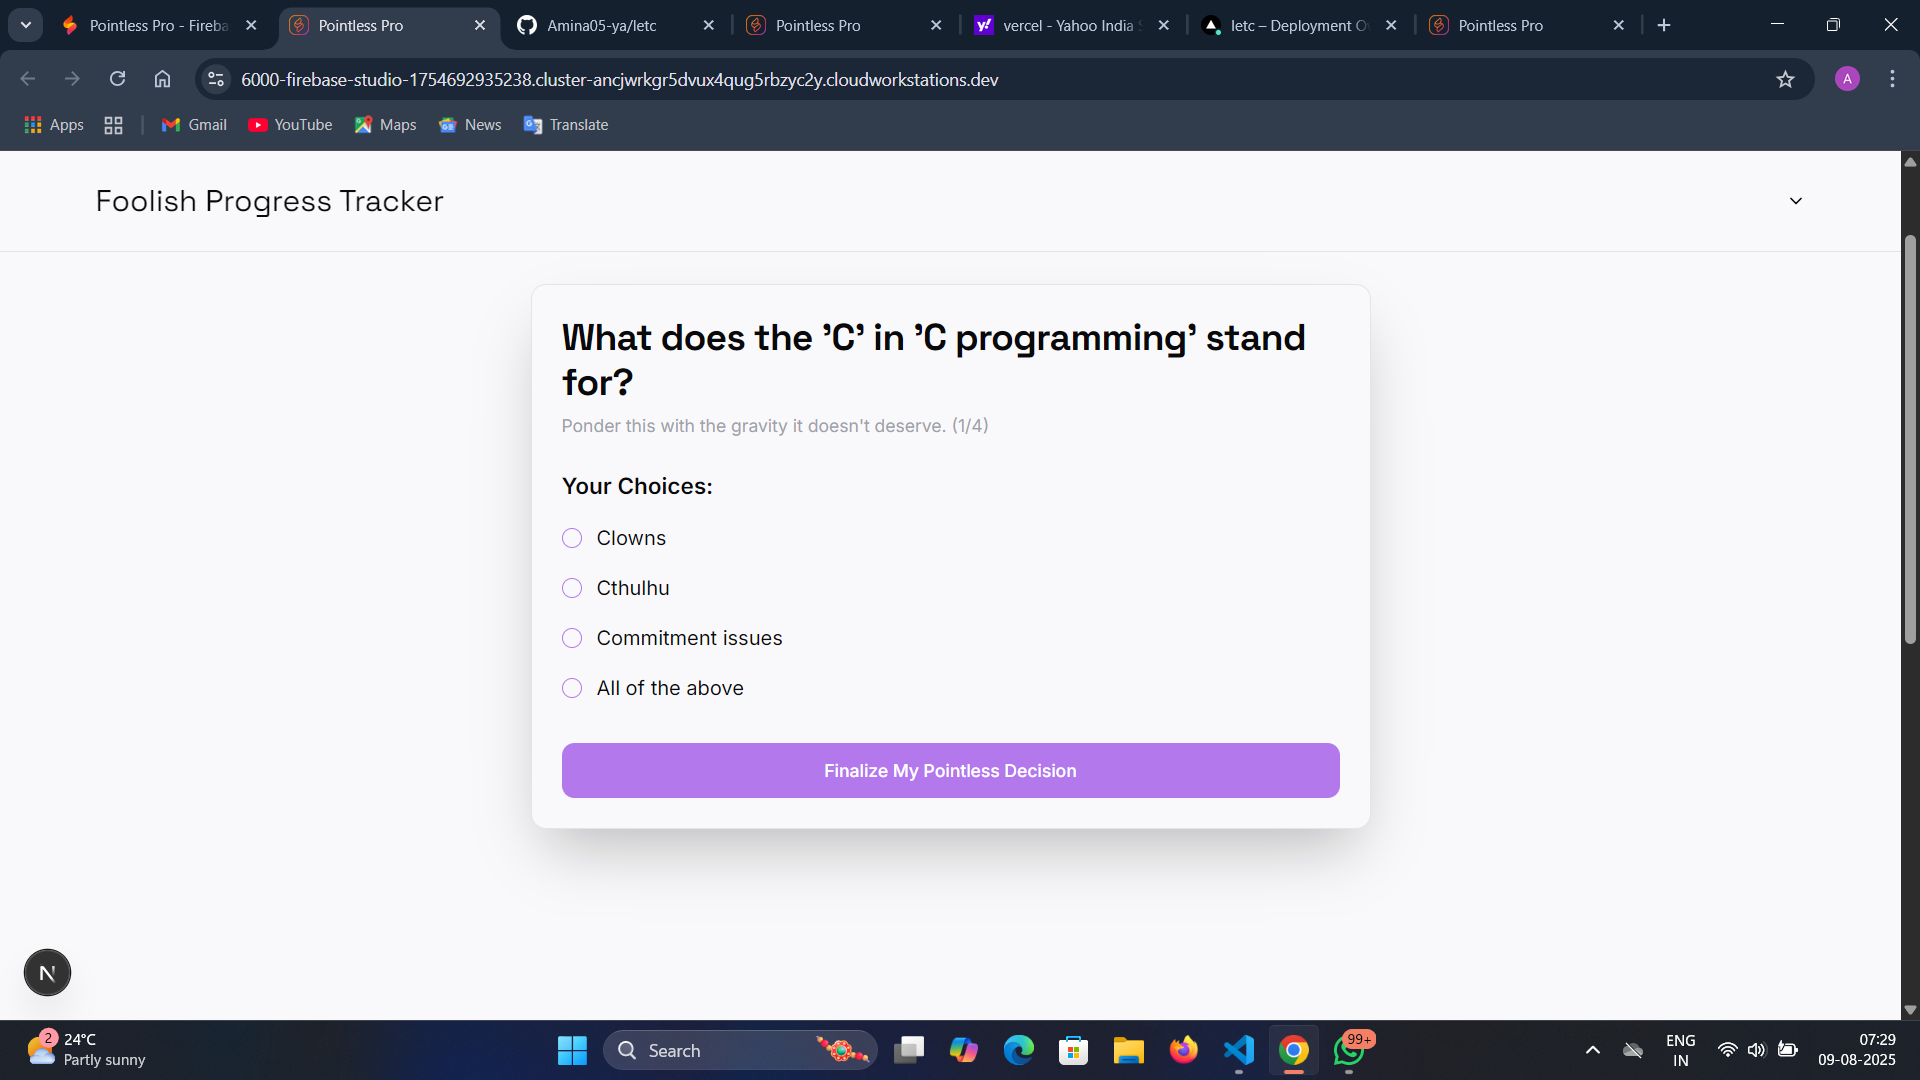 Pointless Pro - Fireba
Pointless Pro
Amina05-ya/letc
Pointless Pro
vercel - Yahoo India
letc – Deployment O
Pointless Pro
6000-firebase-studio-1754692935238.cluster-ancjwrkgr5dvux4qug5rbzyc2y.cloudworkstations.dev
A
Apps
Gmail
YouTube
Maps
News
Translate
Foolish Progress Tracker
What does the 'C' in 'C programming' stand
for?
Ponder this with the gravity it doesn't deserve. (1/4)
Your Choices:
Clowns
Cthulhu
Commitment issues
All of the above
Finalize My Pointless Decision
N
2
24°C
Partly sunny
Search
99+
ENG
IN
07:29
09-08-2025